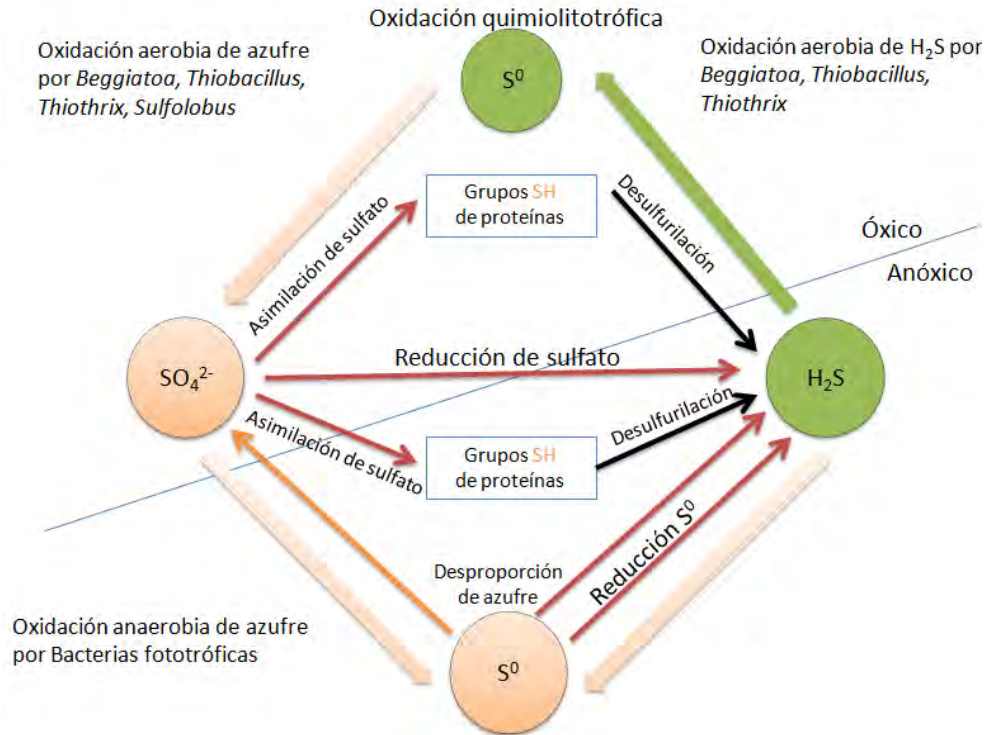 Oxidación quimiolitotrófica
Oxidación aerobia de azufre
por Beggiatoa, Thiobacillus,
Thiothrix, Sulfolobus
S⁰
Oxidación aerobia de H₂S por
Beggiatoa, Thiobacillus,
Thiothrix
Grupos SH
de proteínas
Asimilación de sulfato
Desulfurilación
Óxico
Anóxico
SO₄²⁻
Reducción de sulfato
H₂S
Asimilación de sulfato
Grupos SH
de proteínas
Desulfurilación
Desproporción
de azufre
Reducción S⁰
Oxidación anaerobia de azufre
por Bacterias fototróficas
S⁰